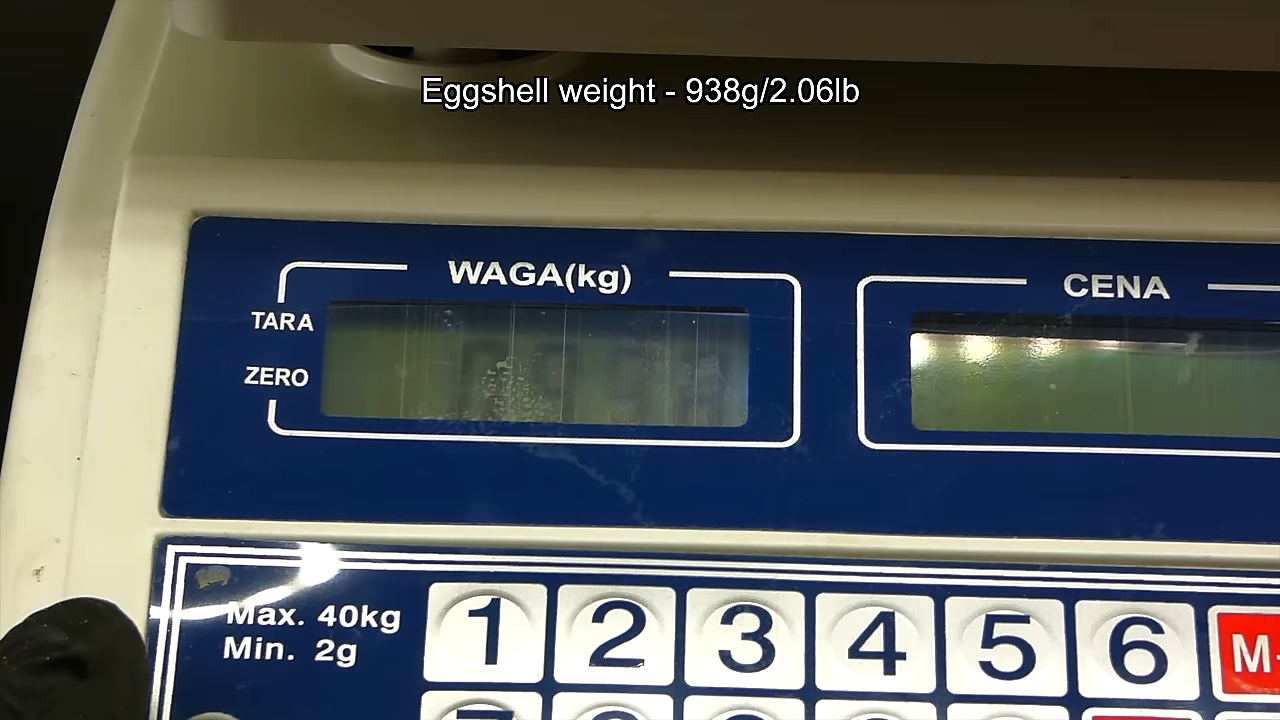 Eggshell weight - 938g/2.06lb
WAGA(kg)
CENA
TARA
ZERO
Max. 40kg
Min. 2g
1 2 3 4 5 6